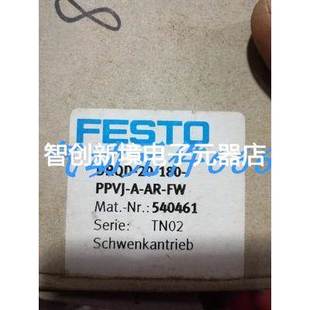 FESTO
智创新境电子元器店
DRQD-20-180-
PPVJ-A-AR-FW
Mat.-Nr.: 540461
Serie: TN02
Schwenkantrieb